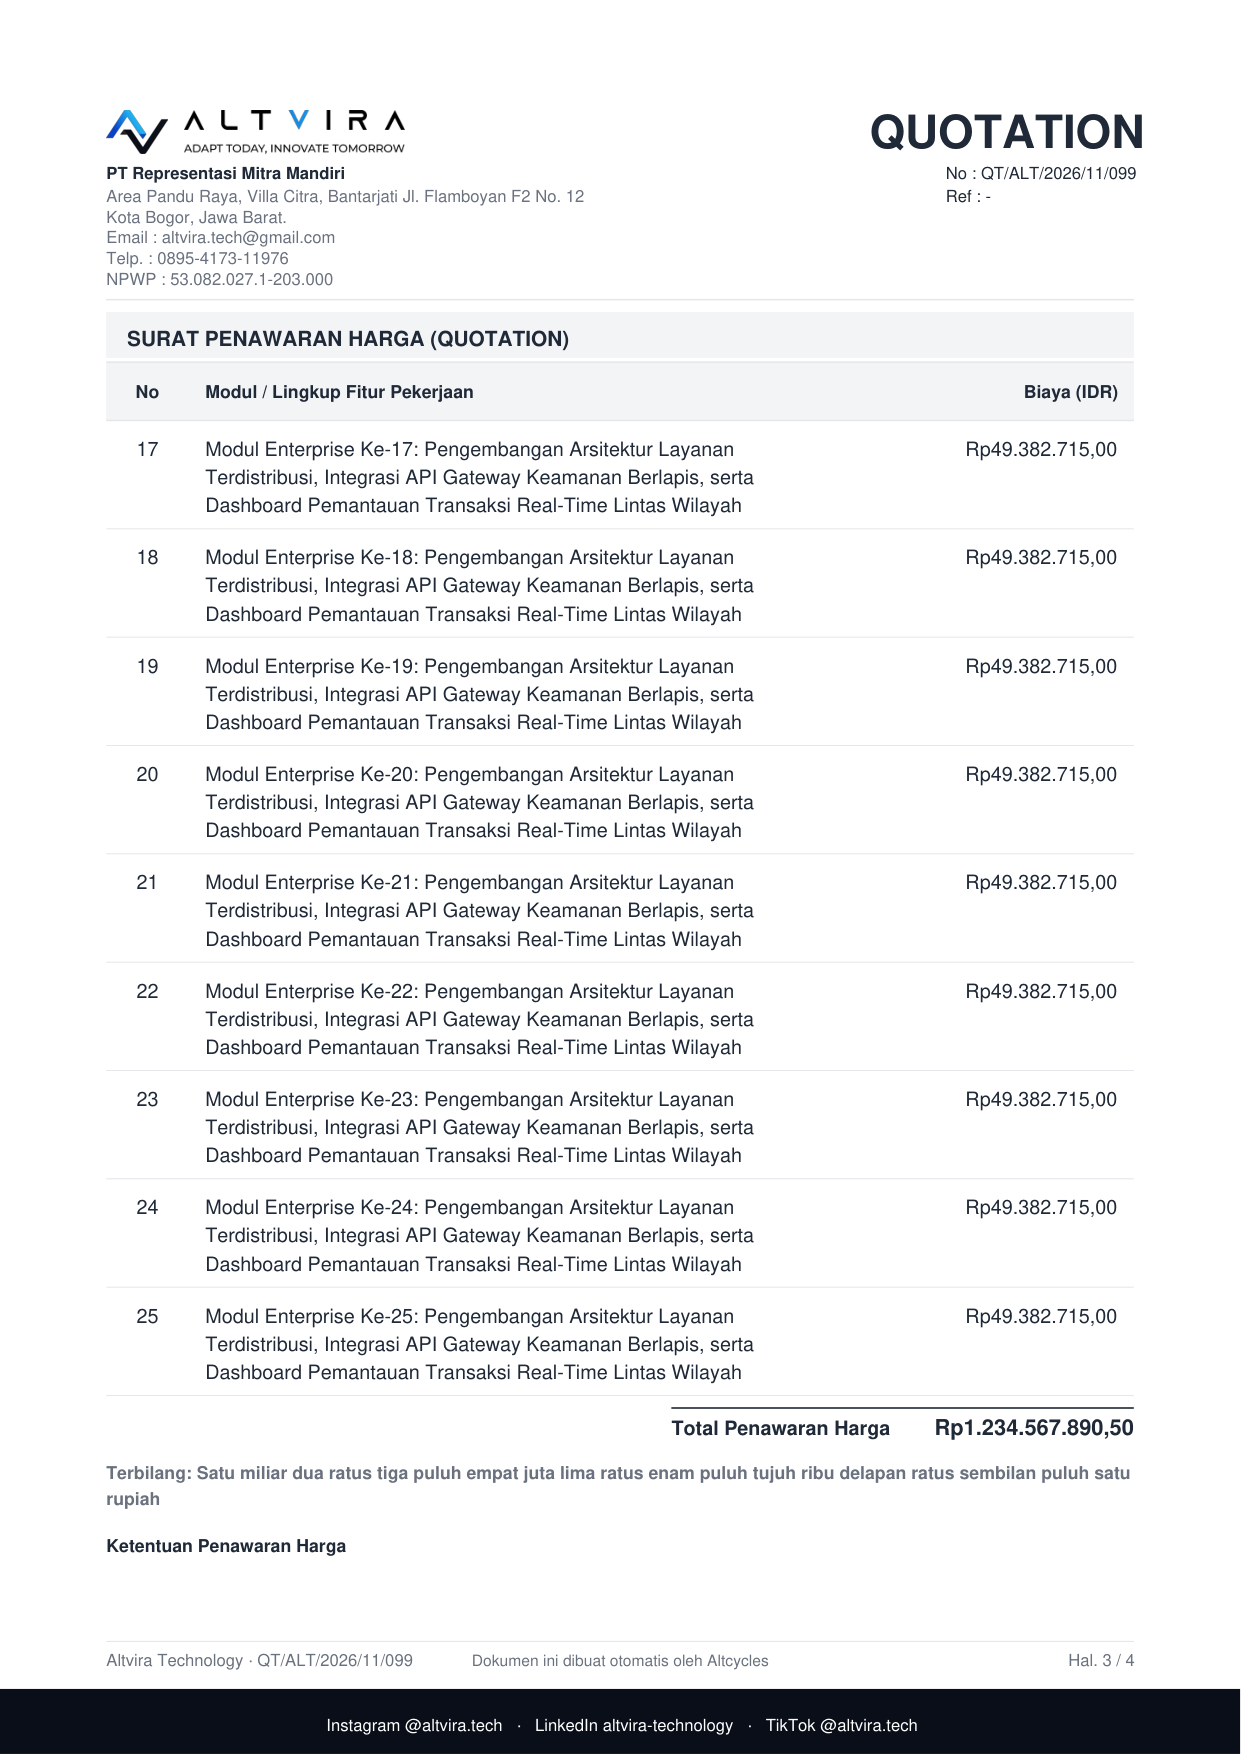 ALTVIRA
ADAPT TODAY, INNOVATE TOMORROW
QUOTATION
PT Representasi Mitra Mandiri
No : QT/ALT/2026/11/099
Area Pandu Raya, Villa Citra, Bantarjati Jl. Flamboyan F2 No. 12
Ref : -
Kota Bogor, Jawa Barat.
Email : altvira.tech@gmail.com
Telp. : 0895-4173-11976
NPWP : 53.082.027.1-203.000
SURAT PENAWARAN HARGA (QUOTATION)
No Modul / Lingkup Fitur Pekerjaan Biaya (IDR)
17 Modul Enterprise Ke-17: Pengembangan Arsitektur Layanan Rp49.382.715,00
Terdistribusi, Integrasi API Gateway Keamanan Berlapis, serta
Dashboard Pemantauan Transaksi Real-Time Lintas Wilayah
18 Modul Enterprise Ke-18: Pengembangan Arsitektur Layanan Rp49.382.715,00
Terdistribusi, Integrasi API Gateway Keamanan Berlapis, serta
Dashboard Pemantauan Transaksi Real-Time Lintas Wilayah
19 Modul Enterprise Ke-19: Pengembangan Arsitektur Layanan Rp49.382.715,00
Terdistribusi, Integrasi API Gateway Keamanan Berlapis, serta
Dashboard Pemantauan Transaksi Real-Time Lintas Wilayah
20 Modul Enterprise Ke-20: Pengembangan Arsitektur Layanan Rp49.382.715,00
Terdistribusi, Integrasi API Gateway Keamanan Berlapis, serta
Dashboard Pemantauan Transaksi Real-Time Lintas Wilayah
21 Modul Enterprise Ke-21: Pengembangan Arsitektur Layanan Rp49.382.715,00
Terdistribusi, Integrasi API Gateway Keamanan Berlapis, serta
Dashboard Pemantauan Transaksi Real-Time Lintas Wilayah
22 Modul Enterprise Ke-22: Pengembangan Arsitektur Layanan Rp49.382.715,00
Terdistribusi, Integrasi API Gateway Keamanan Berlapis, serta
Dashboard Pemantauan Transaksi Real-Time Lintas Wilayah
23 Modul Enterprise Ke-23: Pengembangan Arsitektur Layanan Rp49.382.715,00
Terdistribusi, Integrasi API Gateway Keamanan Berlapis, serta
Dashboard Pemantauan Transaksi Real-Time Lintas Wilayah
24 Modul Enterprise Ke-24: Pengembangan Arsitektur Layanan Rp49.382.715,00
Terdistribusi, Integrasi API Gateway Keamanan Berlapis, serta
Dashboard Pemantauan Transaksi Real-Time Lintas Wilayah
25 Modul Enterprise Ke-25: Pengembangan Arsitektur Layanan Rp49.382.715,00
Terdistribusi, Integrasi API Gateway Keamanan Berlapis, serta
Dashboard Pemantauan Transaksi Real-Time Lintas Wilayah
Total Penawaran Harga Rp1.234.567.890,50
Terbilang: Satu miliar dua ratus tiga puluh empat juta lima ratus enam puluh tujuh ribu delapan ratus sembilan puluh satu
rupiah
Ketentuan Penawaran Harga
Altvira Technology · QT/ALT/2026/11/099 Dokumen ini dibuat otomatis oleh Altcycles Hal. 3 / 4
Instagram @altvira.tech · LinkedIn altvira-technology · TikTok @altvira.tech